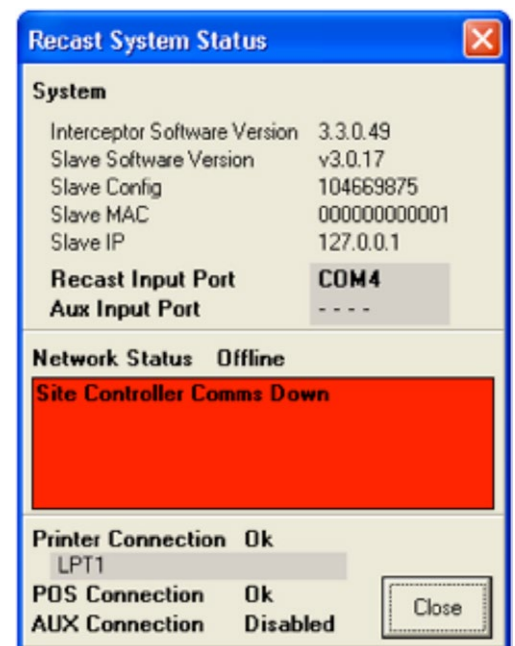 Recast System Status
System
Interceptor Software Version 3.3.0.49
Slave Software Version v3.0.17
Slave Config 104669875
Slave MAC 000000000001
Slave IP 127.0.0.1
Recast Input Port COM4
Aux Input Port - - - -
Network Status Offline
Site Controller Comms Down
Printer Connection Ok
LPT1
POS Connection Ok
AUX Connection Disabled
Close